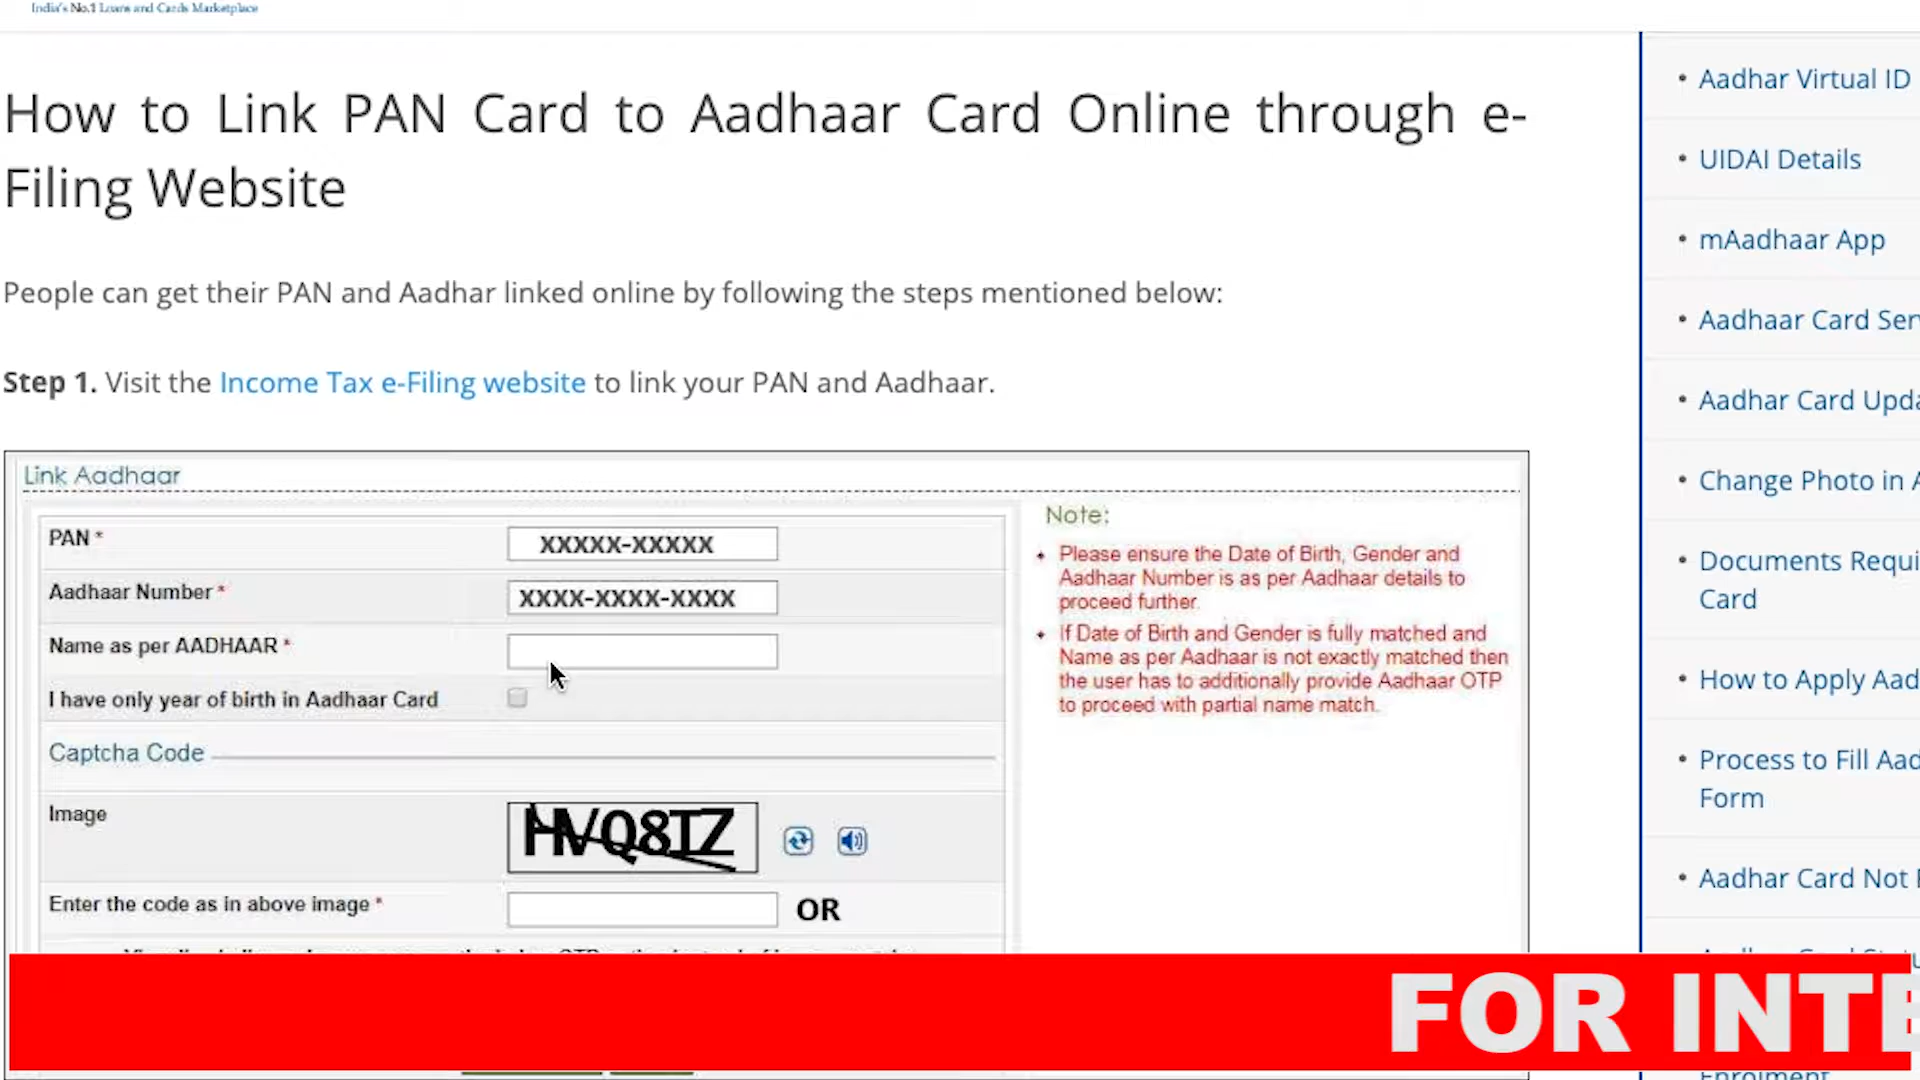 India's No.1 Loans and Cards Marketplace
How to Link PAN Card to Aadhaar Card Online through e-
Filing Website
People can get their PAN and Aadhar linked online by following the steps mentioned below:
Step 1. Visit the Income Tax e-Filing website to link your PAN and Aadhaar.
Link Aadhaar
PAN *
XXXXX-XXXXX
Aadhaar Number *
XXXX-XXXX-XXXX
Name as per AADHAAR *
I have only year of birth in Aadhaar Card
Captcha Code
Image
HVQ8TZ
Enter the code as in above image *
OR
Note:
Please ensure the Date of Birth, Gender and
Aadhaar Number is as per Aadhaar details to
proceed further.
If Date of Birth and Gender is fully matched and
Name as per Aadhaar is not exactly matched then
the user has to additionally provide Aadhaar OTP
to proceed with partial name match.
• Aadhar Virtual ID
• UIDAI Details
• mAadhaar App
• Aadhaar Card Ser
• Aadhar Card Upda
• Change Photo in A
• Documents Requi
Card
• How to Apply Aad
• Process to Fill Aad
Form
• Aadhar Card Not
FOR INTE
Enrolment